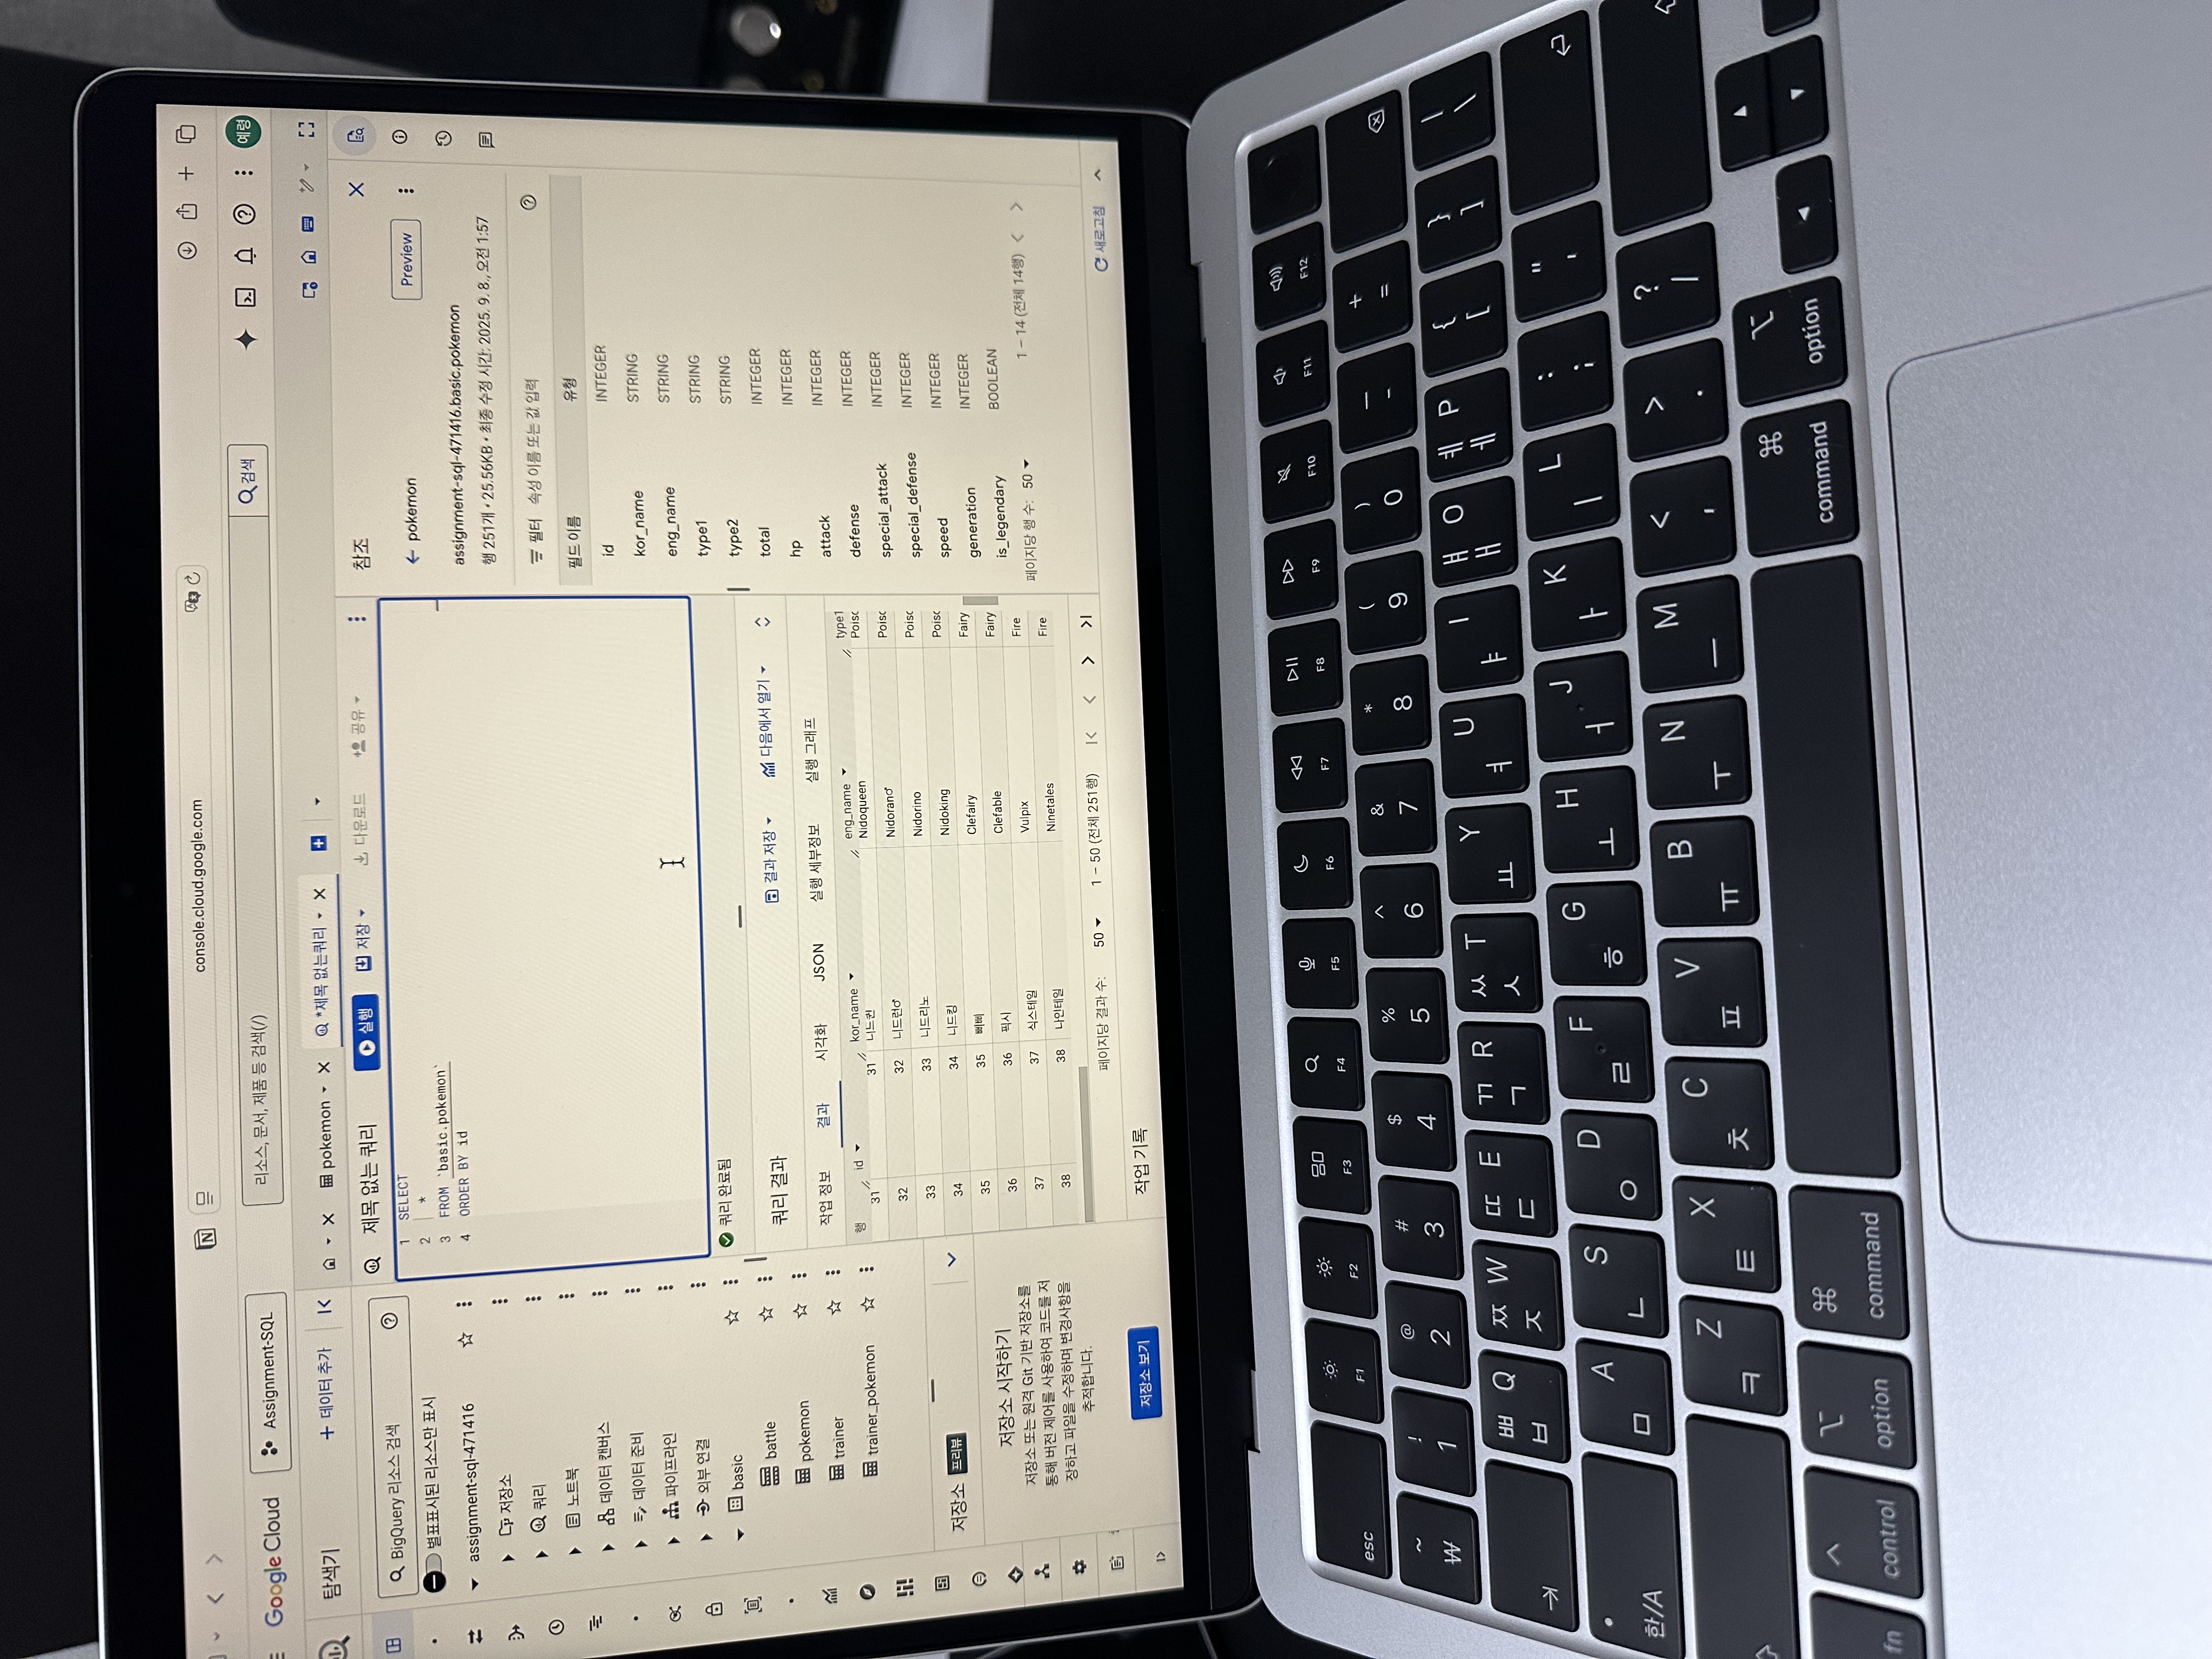 console.cloud.google.com
Google Cloud
Assignment-SQL
리소스, 문서, 제품 등 검색(/)
검색
예령
탐색기
+ 데이터 추가
BigQuery 리소스 검색
별표표시된 리소스만 표시
assignment-sql-471416
저장소
쿼리
노트북
데이터 캔버스
데이터 준비
파이프라인
외부 연결
basic
battle
pokemon
trainer
trainer_pokemon
저장소 프리뷰
저장소 시작하기
저장소 또는 원격 Git 기반 저장소를
통해 버전 제어를 사용하여 코드를 저
장하고 파일을 수정하며 변경사항을
추적합니다.
저장소 보기
pokemon
*제목 없는쿼리
제목 없는 쿼리
실행
저장
다운로드
공유
1 SELECT
2 *
3 FROM `basic.pokemon`
4 ORDER BY id
쿼리 완료됨
쿼리 결과
결과 저장
다음에서 열기
작업 정보 결과 시각화 JSON 실행 세부정보 실행 그래프
행 id kor_name eng_name type1
31 31 니드퀸 Nidoqueen Poisc
32 32 니드런♂ Nidoran♂ Poisc
33 33 니드리노 Nidorino Poisc
34 34 니드킹 Nidoking Poisc
35 35 삐삐 Clefairy Fairy
36 36 픽시 Clefable Fairy
37 37 식스테일 Vulpix Fire
38 38 나인테일 Ninetales Fire
페이지당 결과 수: 50 1 – 50 (전체 251행)
작업 기록
참조
pokemon
Preview
assignment-sql-471416.basic.pokemon
행 251개 • 25.56KB • 최종 수정 시간: 2025. 9. 8., 오전 1:57
필터 속성 이름 또는 값 입력
필드 이름 유형
id INTEGER
kor_name STRING
eng_name STRING
type1 STRING
type2 STRING
total INTEGER
hp INTEGER
attack INTEGER
defense INTEGER
special_attack INTEGER
special_defense INTEGER
speed INTEGER
generation INTEGER
is_legendary BOOLEAN
페이지당 행 수: 50 1 – 14 (전체 14행)
새로고침
esc F1 F2 F3 F4 F5 F6 F7 F8 F9 F10 F11 F12
~ ! @ # $ % ^ & * ( ) — +
₩ 1 2 3 4 5 6 7 8 9 0 - =
ㅃ Q ㅉ W ㄸ E ㄲ R ㅆ T Y U I ㅒ O ㅖ P { } |
ㅂ ㅈ ㄷ ㄱ ㅅ ㅛ ㅕ ㅑ ㅐ ㅔ [ ] \
A S D F G H J K L : "
한/A ㅁ ㄴ ㅇ ㄹ ㅎ ㅗ ㅓ ㅏ ㅣ ; '
Z X C V B N M < > ?
ㅋ ㅌ ㅊ ㅍ ㅠ ㅜ ㅡ , . /
fn control option command command option